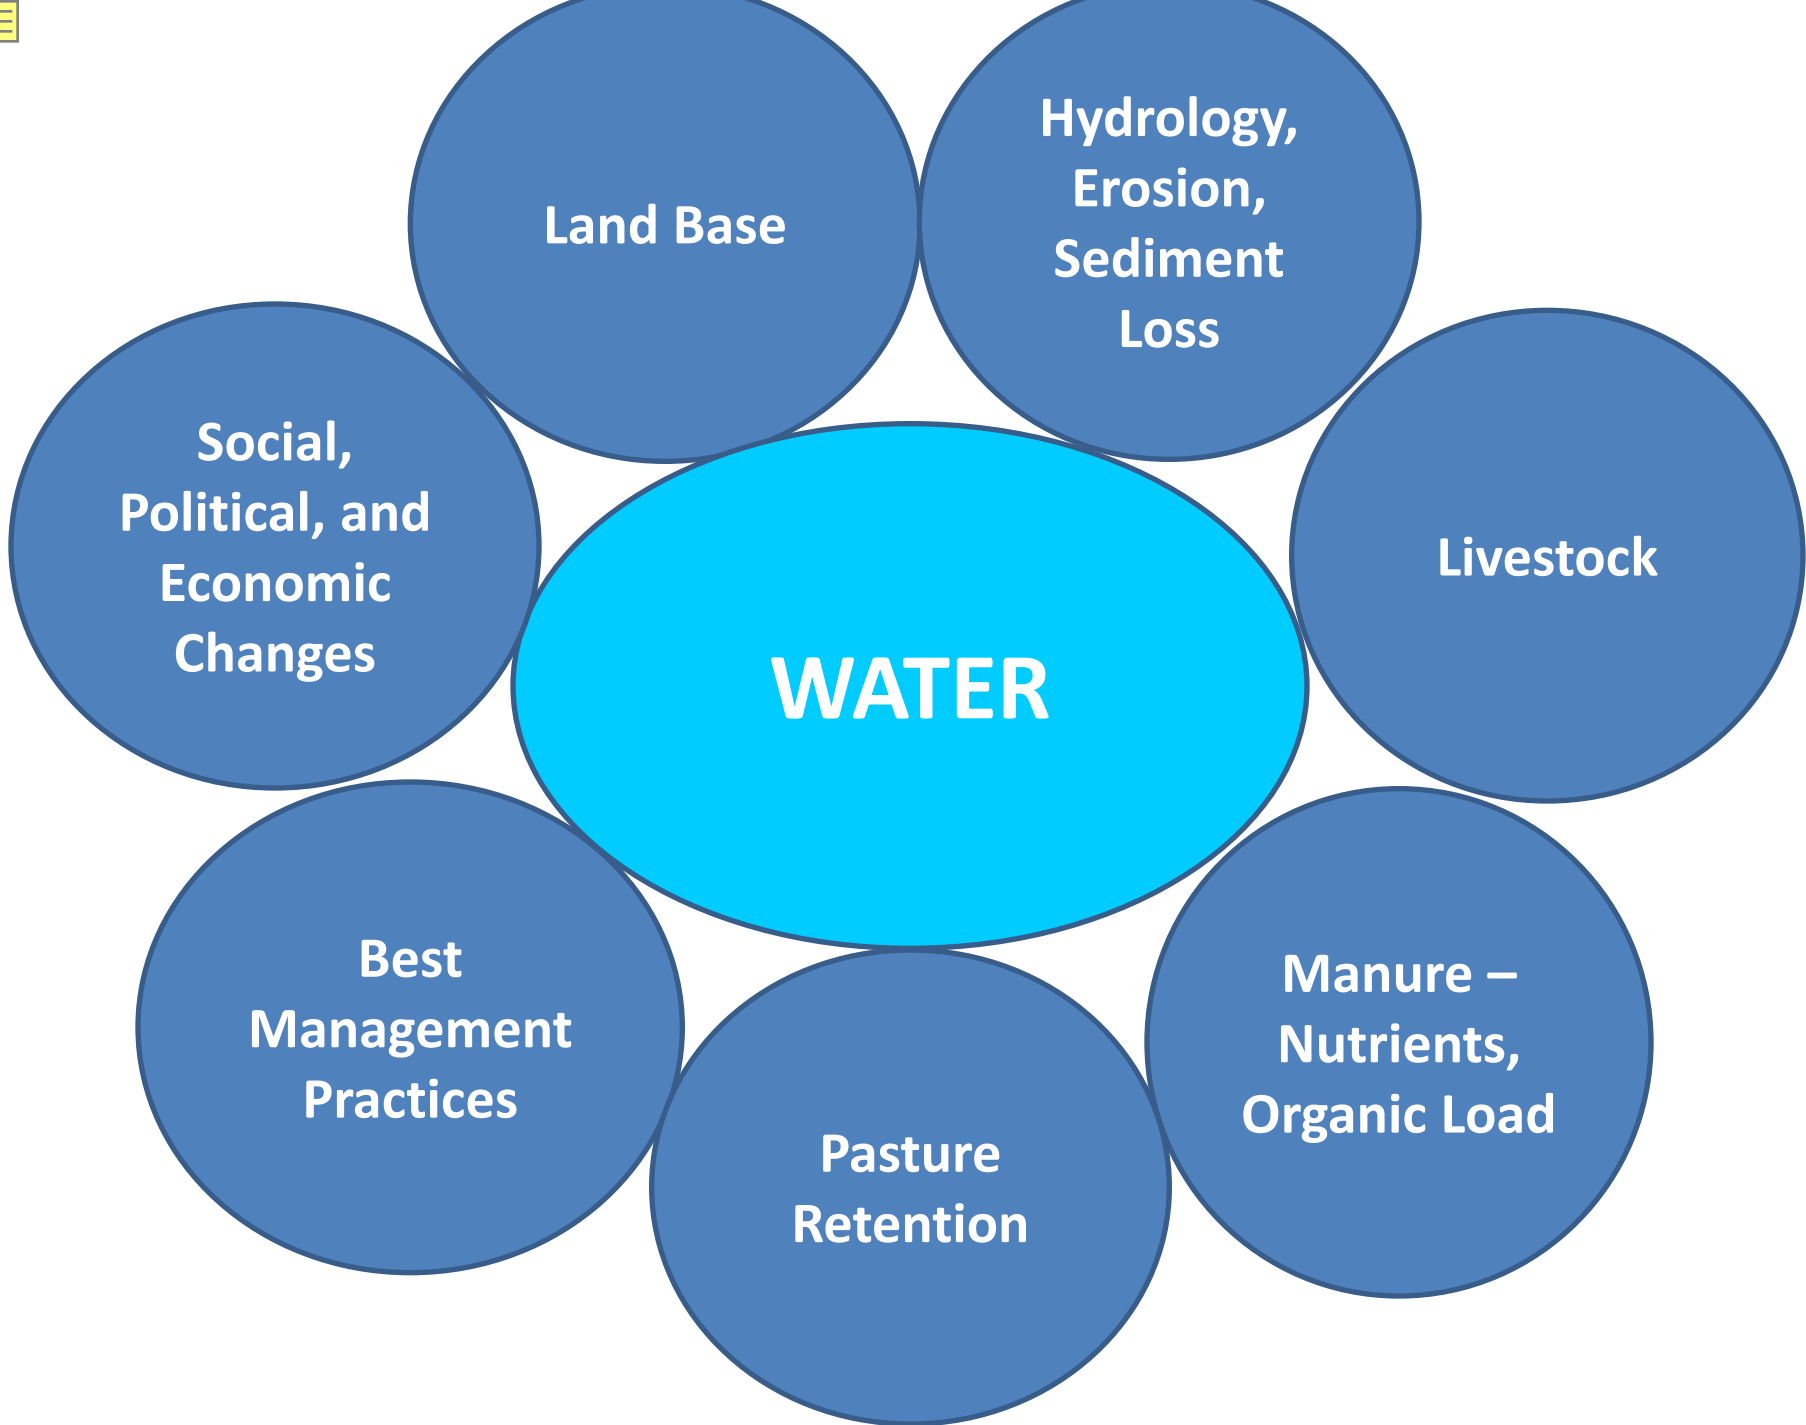 Land Base
Hydrology,
Erosion,
Sediment
Loss
Social,
Political, and
Economic
Changes
Livestock
WATER
Best
Management
Practices
Manure –
Nutrients,
Organic Load
Pasture
Retention